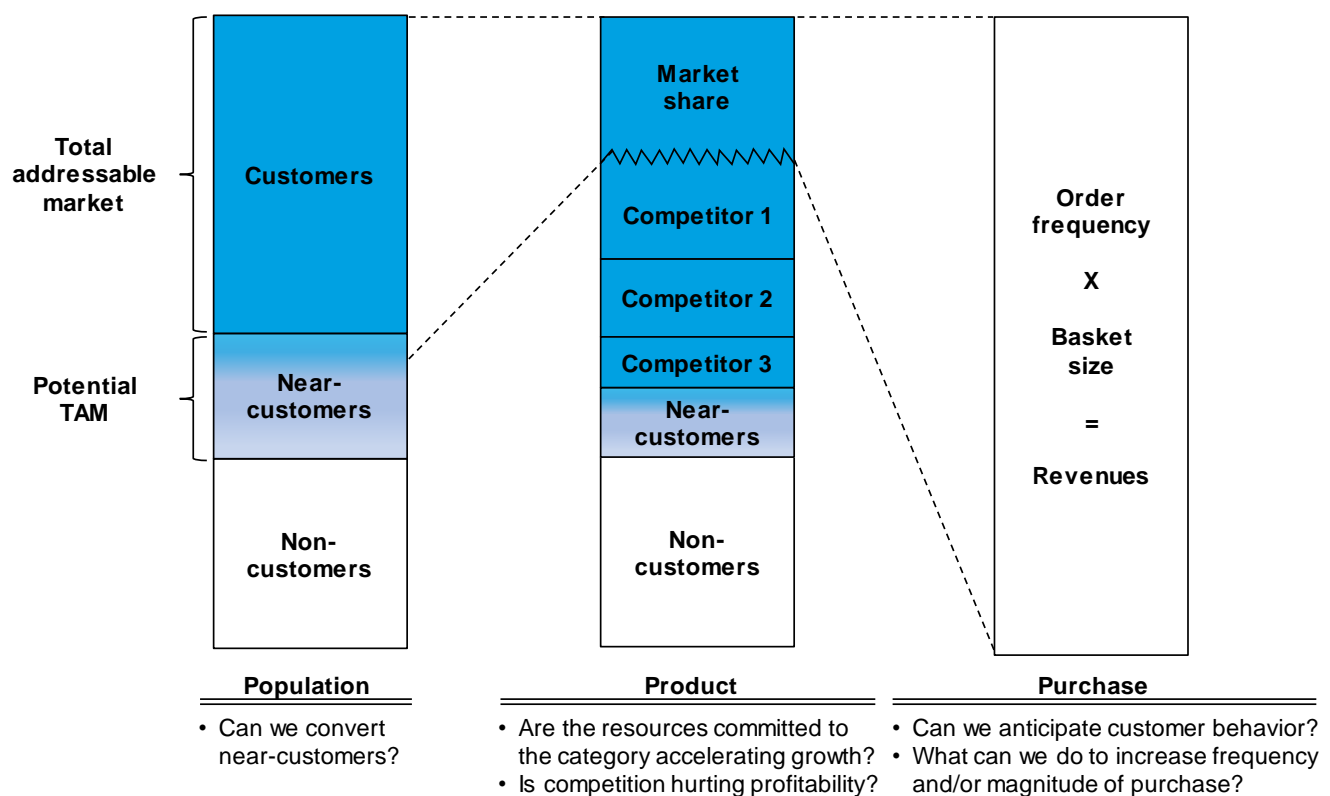 Total
addressable
market
Potential
TAM
Customers
Near-
customers
Non-
customers
Market
share
Competitor 1
Competitor 2
Competitor 3
Near-
customers
Non-
customers
Order
frequency
X
Basket
size
=
Revenues
Population
• Can we convert
near-customers?
Product
• Are the resources committed to
the category accelerating growth?
• Is competition hurting profitability?
Purchase
• Can we anticipate customer behavior?
• What can we do to increase frequency
and/or magnitude of purchase?